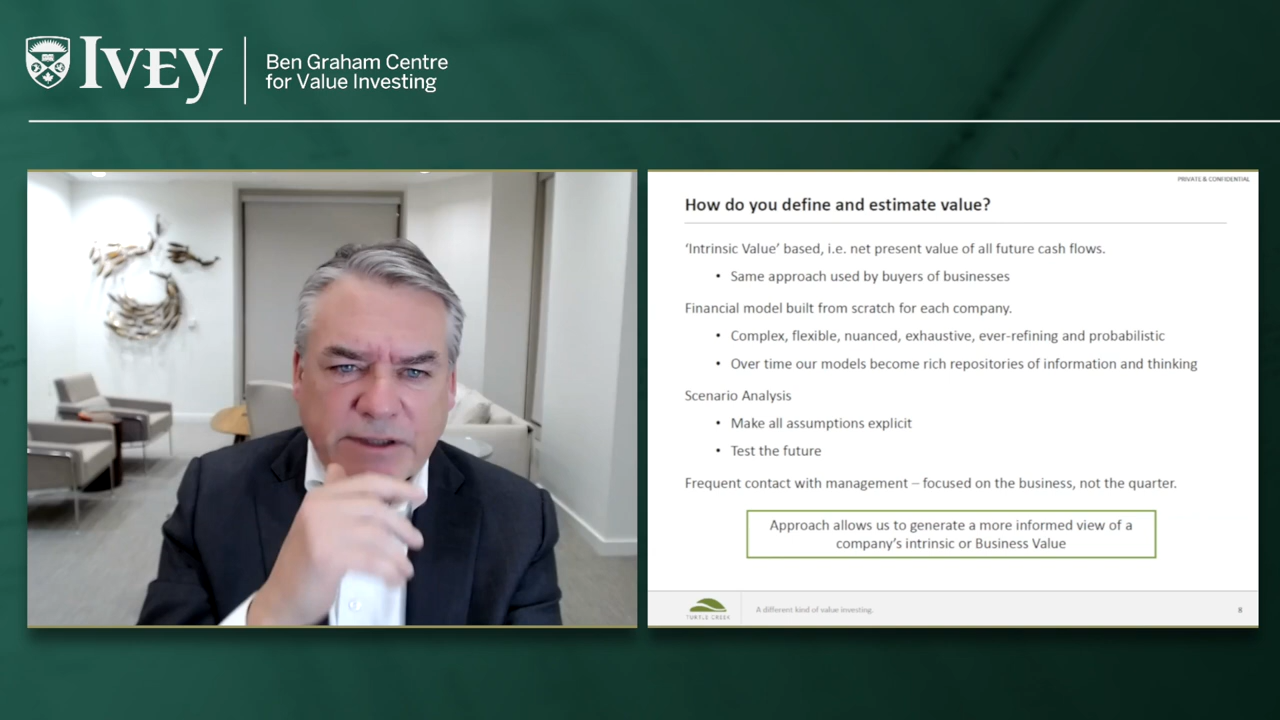 IVEY
Ben Graham Centre
for Value Investing
PRIVATE & CONFIDENTIAL
How do you define and estimate value?
‘Intrinsic Value’ based, i.e. net present value of all future cash flows.
• Same approach used by buyers of businesses
Financial model built from scratch for each company.
• Complex, flexible, nuanced, exhaustive, ever-refining and probabilistic
• Over time our models become rich repositories of information and thinking
Scenario Analysis
• Make all assumptions explicit
• Test the future
Frequent contact with management – focused on the business, not the quarter.
Approach allows us to generate a more informed view of a
company's intrinsic or Business Value
TURTLE CREEK
A different kind of value investing.
8